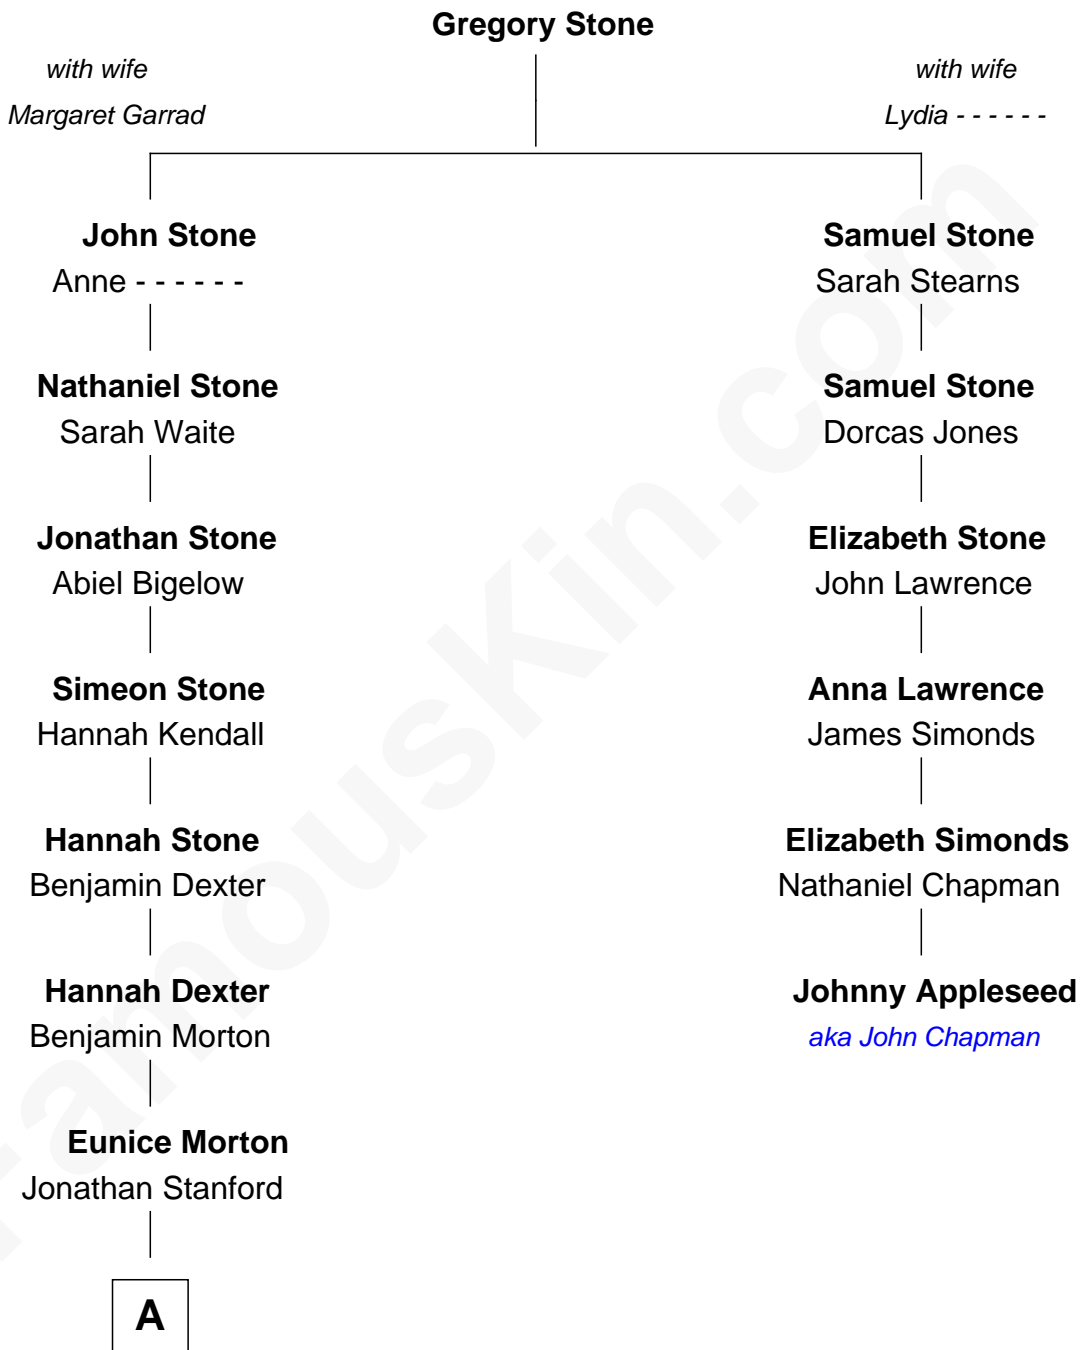 Gregory Stone
with wife
Margaret Garrad
with wife
Lydia - - - - - -
John Stone
Anne - - - - - -
Samuel Stone
Sarah Stearns
Nathaniel Stone
Sarah Waite
Samuel Stone
Dorcas Jones
Jonathan Stone
Abiel Bigelow
Elizabeth Stone
John Lawrence
Simeon Stone
Hannah Kendall
Anna Lawrence
James Simonds
Hannah Stone
Benjamin Dexter
Elizabeth Simonds
Nathaniel Chapman
Hannah Dexter
Benjamin Morton
Johnny Appleseed
aka John Chapman
Eunice Morton
Jonathan Stanford
A
FamousKin.com